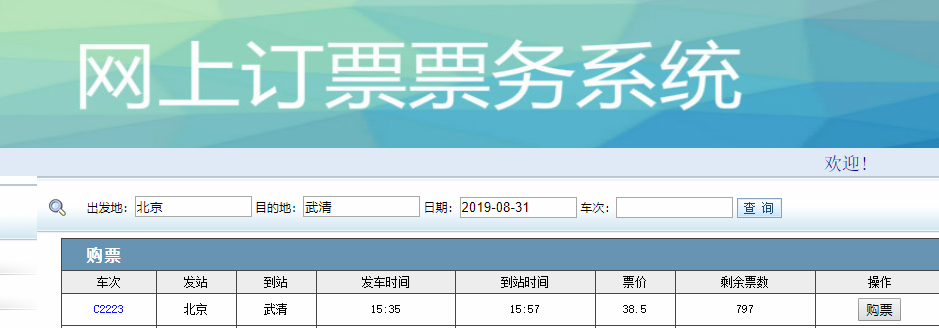 网上订票票务系统
欢迎!
出发地: 北京 目的地: 武清 日期: 2019-08-31 车次: 查 询
购票
车次 发站 到站 发车时间 到站时间 票价 剩余票数 操作
C2223 北京 武清 15:35 15:57 38.5 797 购票